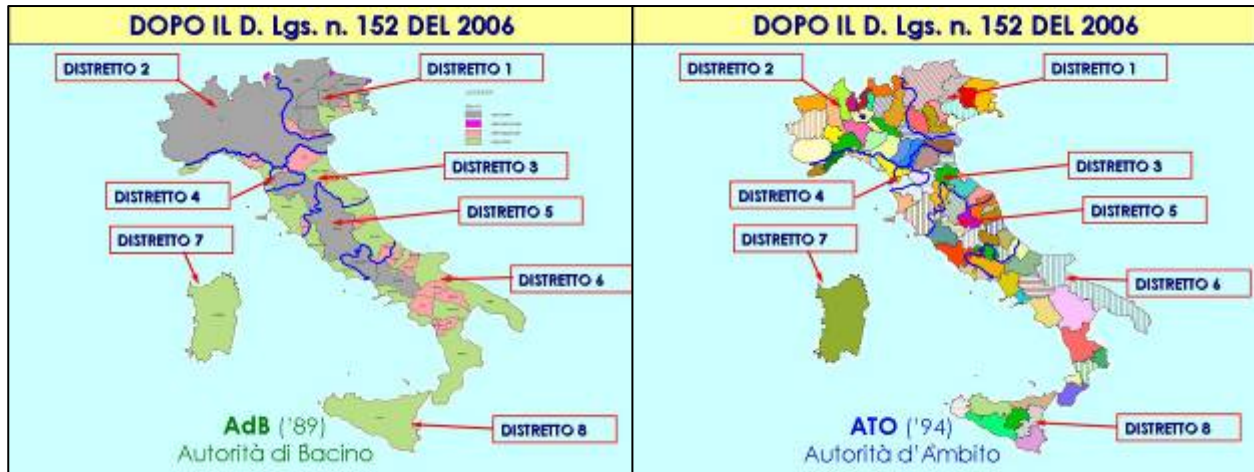 DOPO IL D. Lgs. n. 152 DEL 2006
DISTRETTO 2
DISTRETTO 1
DISTRETTO 3
DISTRETTO 4
DISTRETTO 5
DISTRETTO 7
DISTRETTO 6
DISTRETTO 8
AdB ('89)
Autorità di Bacino
DOPO IL D. Lgs. n. 152 DEL 2006
DISTRETTO 2
DISTRETTO 1
DISTRETTO 3
DISTRETTO 4
DISTRETTO 5
DISTRETTO 7
DISTRETTO 6
DISTRETTO 8
ATO ('94)
Autorità d'Ambito